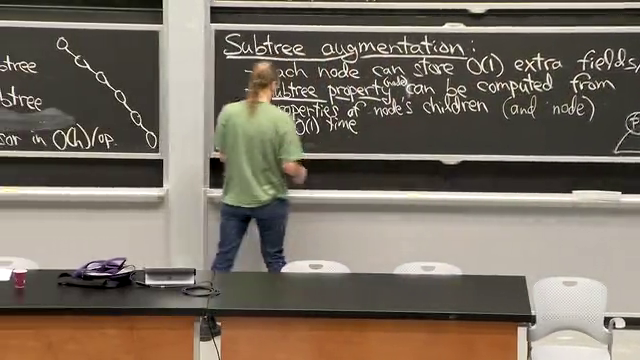 tree
Subtree
in O(h)/op.
Subtree augmentation:
- each node can store O(1) extra fields/
subtree property can be computed from
properties of node's children (and node)
O(1) time